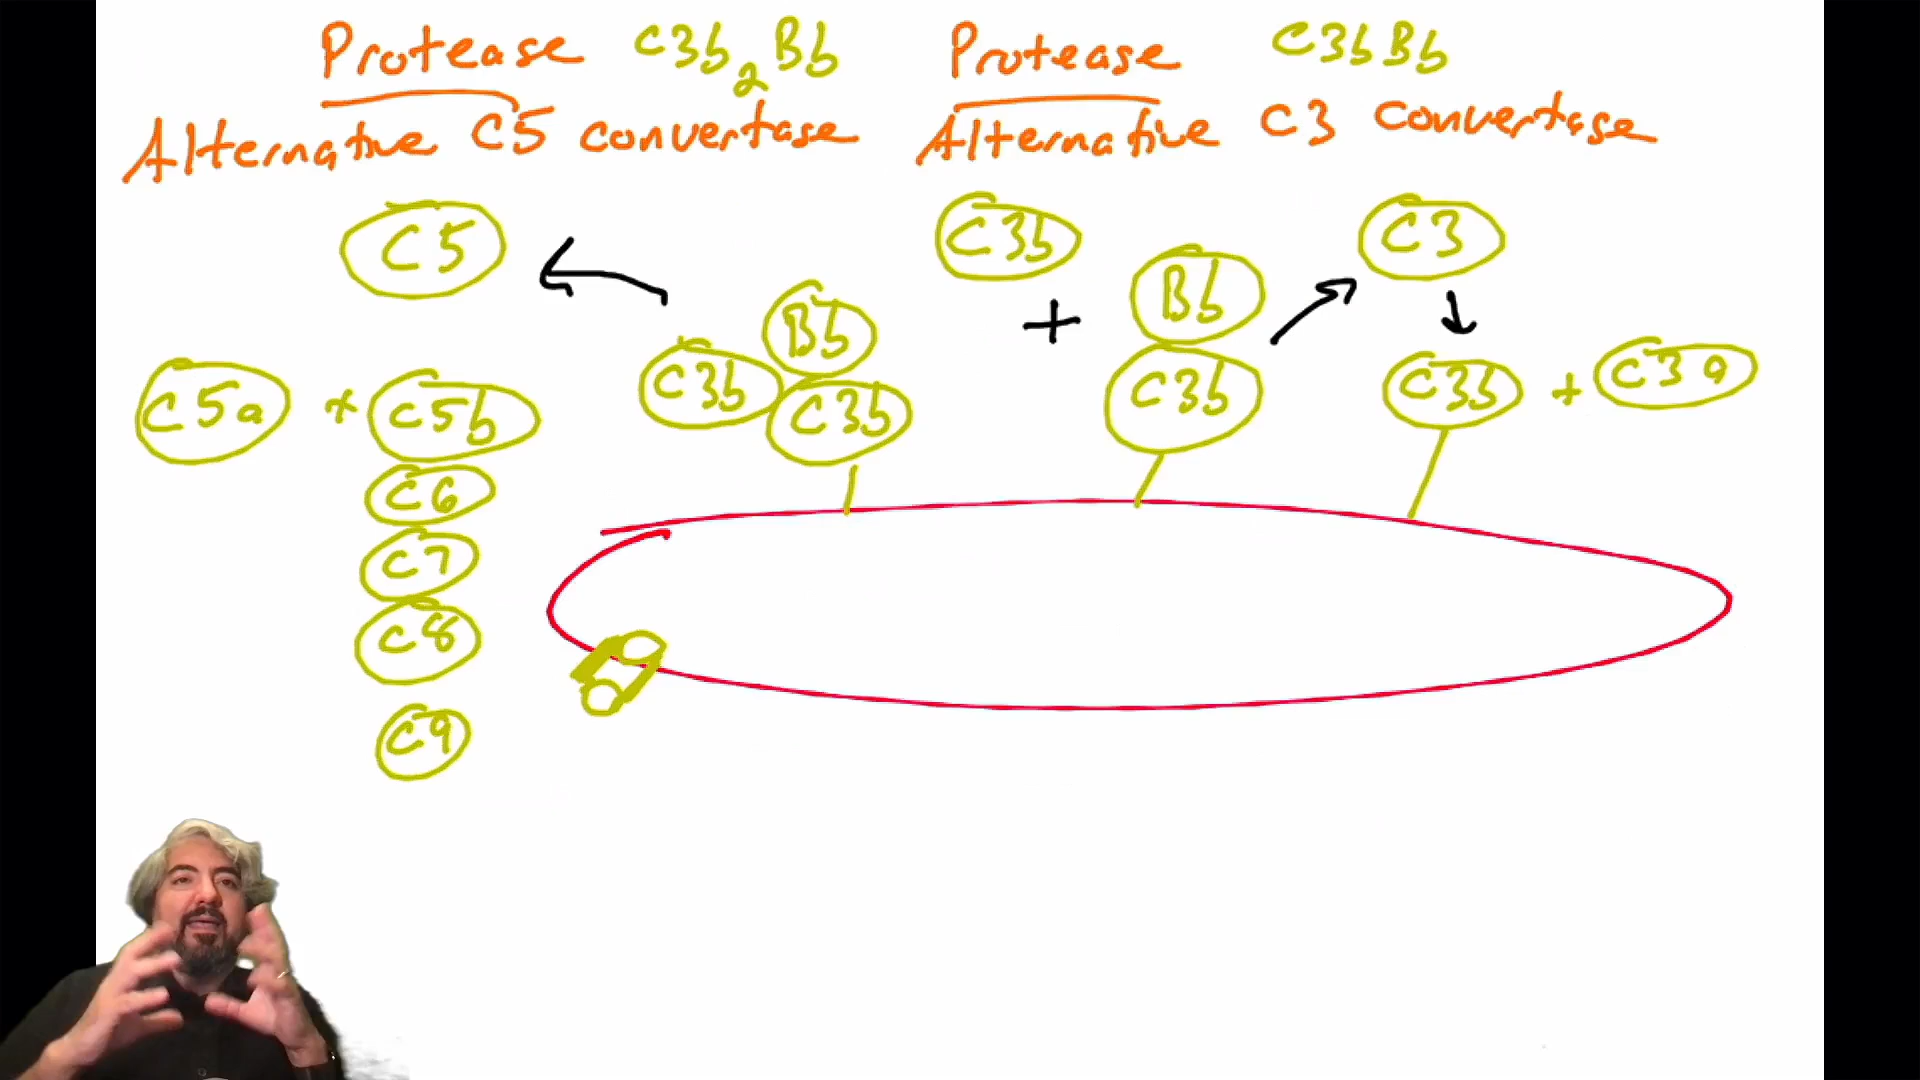 Protease C3b2Bb
Alternative C5 convertase
Protease C3bBb
Alternative C3 convertase
C5
C3b
C3
Bb
Bb
+
C5a + C5b
C3b
C3b
C3b
C3b + C3a
C6
C7
C8
C9